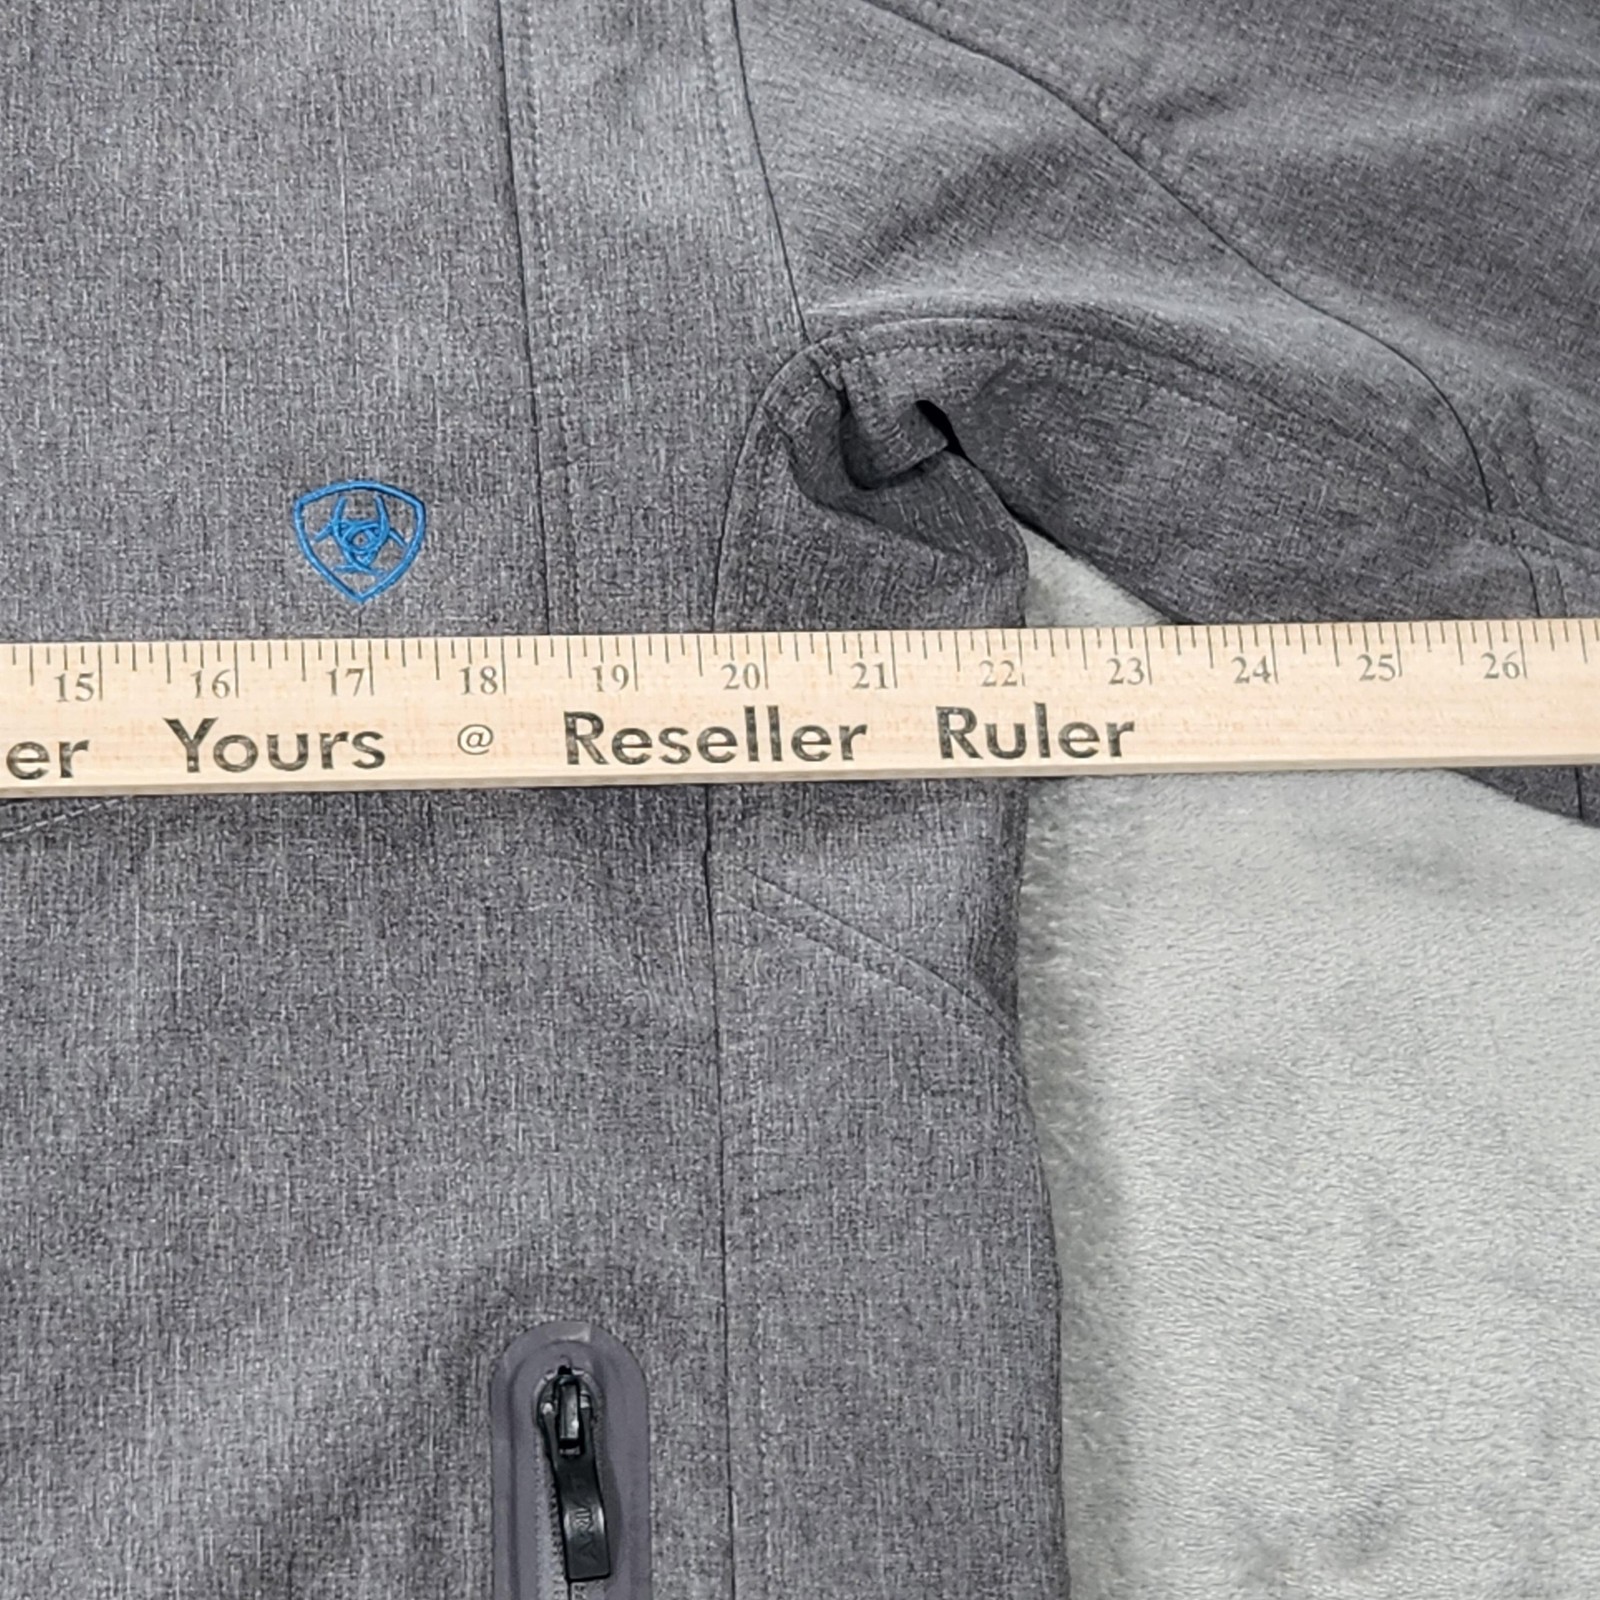 15 16 17 18 19 20 21 22 23 24 25 26
er Yours @ Reseller Ruler